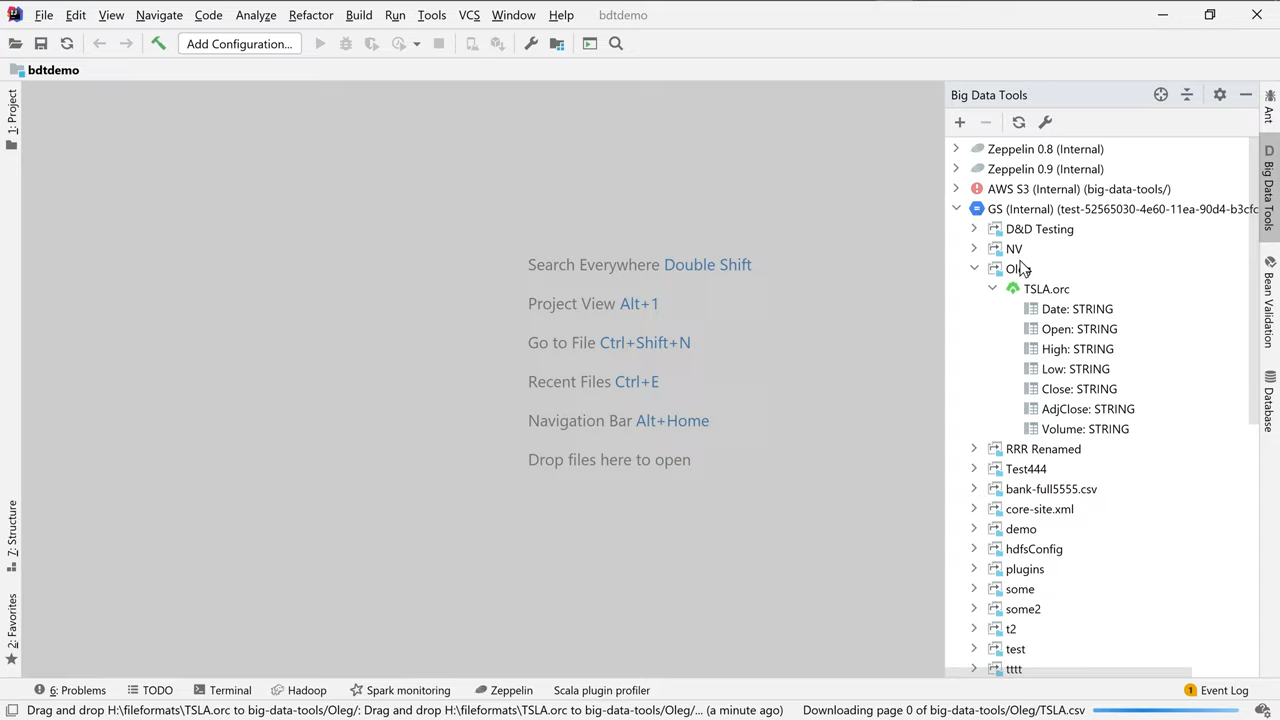 File Edit View Navigate Code Analyze Refactor Build Run Tools VCS Window Help bdtdemo
Add Configuration...
bdtdemo
1: Project
7: Structure
2: Favorites
Search Everywhere Double Shift
Project View Alt+1
Go to File Ctrl+Shift+N
Recent Files Ctrl+E
Navigation Bar Alt+Home
Drop files here to open
Big Data Tools
Zeppelin 0.8 (Internal)
Zeppelin 0.9 (Internal)
AWS S3 (Internal) (big-data-tools/)
GS (Internal) (test-52565030-4e60-11ea-90d4-b3cfc
D&D Testing
NV
Oleg
TSLA.orc
Date: STRING
Open: STRING
High: STRING
Low: STRING
Close: STRING
AdjClose: STRING
Volume: STRING
RRR Renamed
Test444
bank-full5555.csv
core-site.xml
demo
hdfsConfig
plugins
some
some2
t2
test
tttt
Ant
D Big Data Tools
Bean Validation
Database
6: Problems TODO Terminal Hadoop Spark monitoring Zeppelin Scala plugin profiler 1 Event Log
Drag and drop H:\fileformats\TSLA.orc to big-data-tools/Oleg/: Drag and drop H:\fileformats\TSLA.orc to big-data-tools/Oleg/... (a minute ago) Downloading page 0 of big-data-tools/Oleg/TSLA.csv